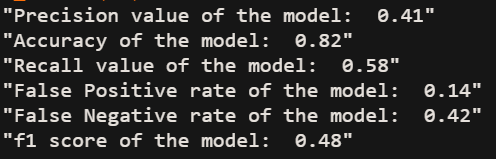 "Precision value of the model:  0.41"
"Accuracy of the model:  0.82"
"Recall value of the model:  0.58"
"False Positive rate of the model:  0.14"
"False Negative rate of the model:  0.42"
"f1 score of the model:  0.48"